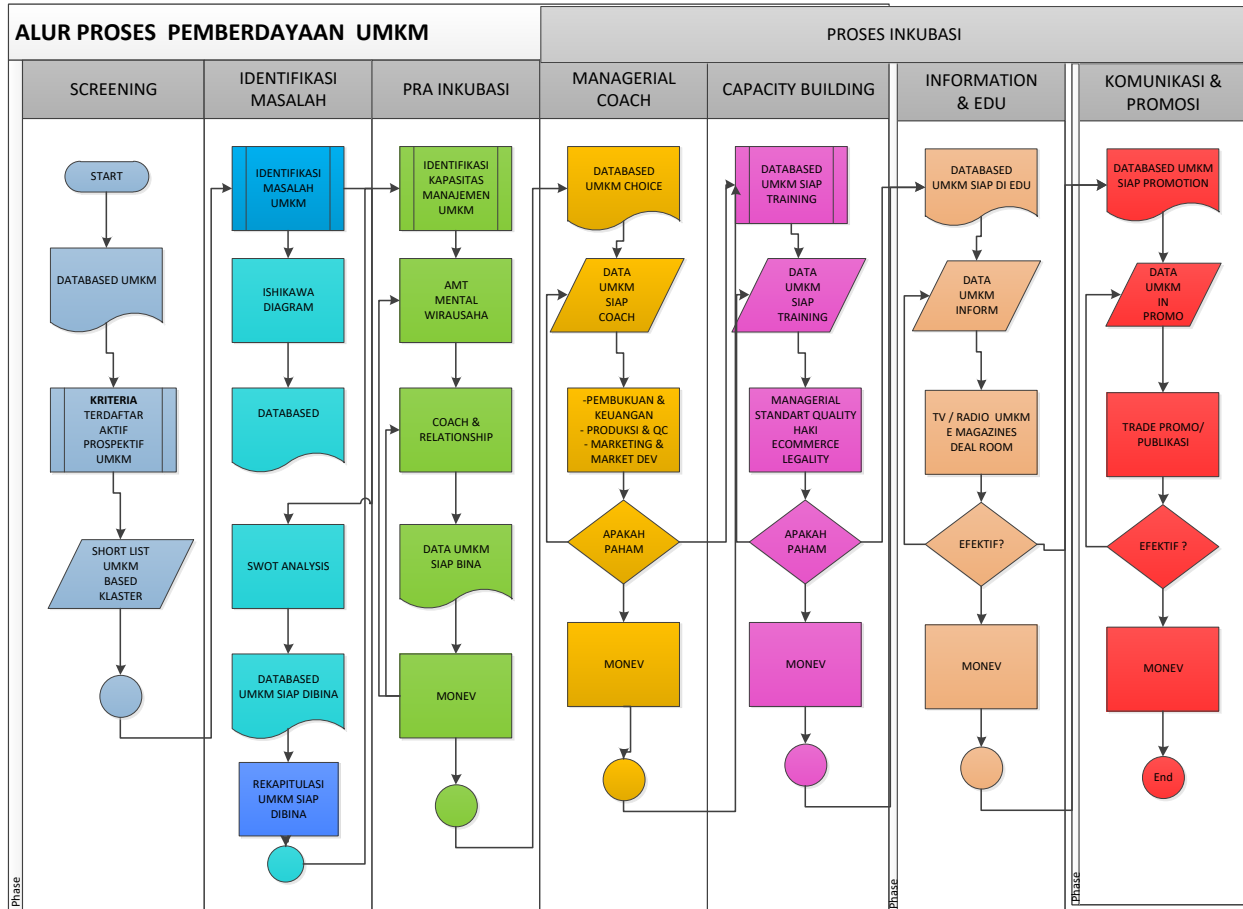 ALUR PROSES PEMBERDAYAAN UMKM
PROSES INKUBASI
SCREENING
START
DATABASED UMKM
KRITERIA
TERDAFTAR
AKTIF
PROSPEKTIF
UMKM
SHORT LIST
UMKM
BASED
KLASTER
IDENTIFIKASI
MASALAH
IDENTIFIKASI
MASALAH
UMKM
ISHIKAWA
DIAGRAM
DATABASED
SWOT ANALYSIS
DATABASED
UMKM SIAP DIBINA
REKAPITULASI
UMKM SIAP
DIBINA
PRA INKUBASI
IDENTIFIKASI
KAPASITAS
MANAJEMEN
UMKM
AMT
MENTAL
WIRAUSAHA
COACH &
RELATIONSHIP
DATA UMKM
SIAP BINA
MONEV
MANAGERIAL
COACH
DATABASED
UMKM CHOICE
DATA
UMKM
SIAP
COACH
-PEMBUKUAN &
KEUANGAN
- PRODUKSI & QC
- MARKETING &
MARKET DEV
APAKAH
PAHAM
MONEV
CAPACITY BUILDING
DATABASED
UMKM SIAP
TRAINING
DATA
UMKM
SIAP
TRAINING
MANAGERIAL
STANDART QUALITY
HAKI
ECOMMERCE
LEGALITY
APAKAH
PAHAM
MONEV
INFORMATION
& EDU
DATABASED
UMKM SIAP DI EDU
DATA
UMKM
INFORM
TV / RADIO UMKM
E MAGAZINES
DEAL ROOM
EFEKTIF?
MONEV
KOMUNIKASI &
PROMOSI
DATABASED UMKM
SIAP PROMOTION
DATA
UMKM
IN
PROMO
TRADE PROMO/
PUBLIKASI
EFEKTIF ?
MONEV
End
Phase
Phase
Phase